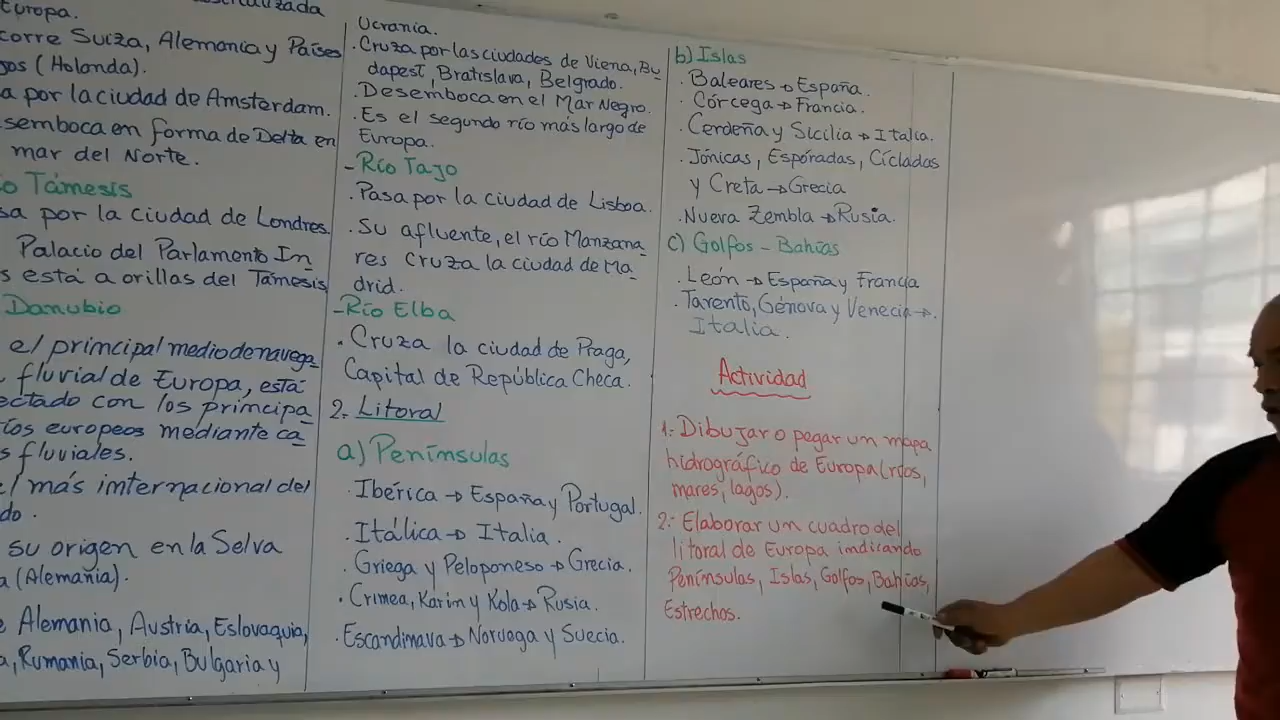 Europa.
corre Suiza, Alemania y Países
gos (Holanda).
a por la ciudad de Amsterdam.
semboca en forma de Delta en
mar del Norte.
o Támesis
sa por la ciudad de Londres.
Palacio del Parlamento In
s está a orillas del Támesis
Danubio
el principal medio de navega
fluvial de Europa, está
ectado con los principa
ríos europeos mediante ca
s fluviales.
el más internacional del
do.
su origen en la Selva
a (Alemania).
e Alemania, Austria, Eslovaquia,
a, Rumania, Serbia, Bulgaria y
Ucrania.
. Cruza por las ciudades de Viena, Bu
dapest, Bratislava, Belgrado.
. Desemboca en el Mar Negro.
. Es el segundo río más largo de
Europa.
- Río Tajo
. Pasa por la ciudad de Lisboa.
. Su afluente, el río Manzana
res cruza la ciudad de Ma
drid.
- Río Elba
. Cruza la ciudad de Praga,
Capital de República Checa.
2. Litoral
a) Penínsulas
. Ibérica → España y Portugal.
. Itálica → Italia.
. Griega y Peloponeso → Grecia.
. Crimea, Karin y Kola → Rusia.
. Escandinava → Noruega y Suecia.
b) Islas
. Baleares → España.
. Córcega → Francia.
. Cerdeña y Sicilia → Italia.
. Jónicas, Espóradas, Cícladas
y Creta → Grecia
. Nueva Zembla → Rusia.
c) Golfos - Bahías
. León → España y Francia
. Tarento, Génova y Venecia →.
Italia.
Actividad
1.- Dibujar o pegar un mapa
hidrográfico de Europa (ríos,
mares, lagos).
2.- Elaborar un cuadro del
litoral de Europa indicando
Penínsulas, Islas, Golfos, Bahías,
Estrechos.